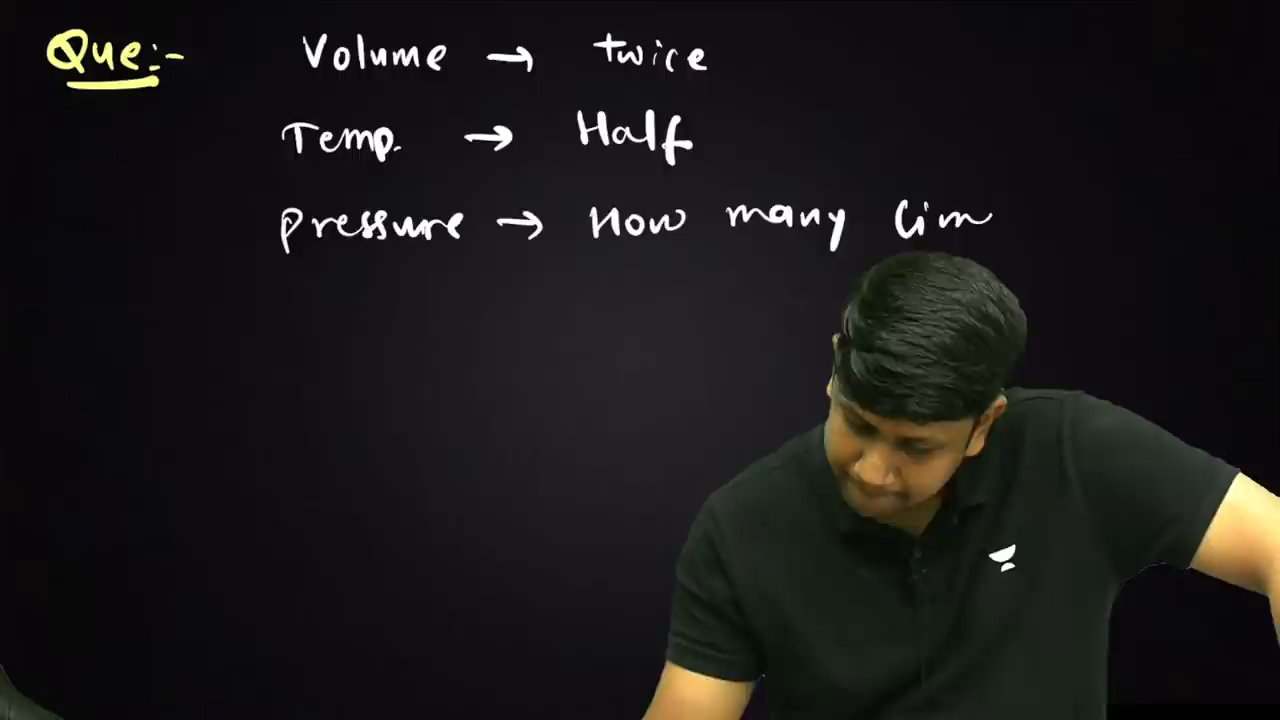 Que:- Volume → twice
Temp. → Half
pressure → How many